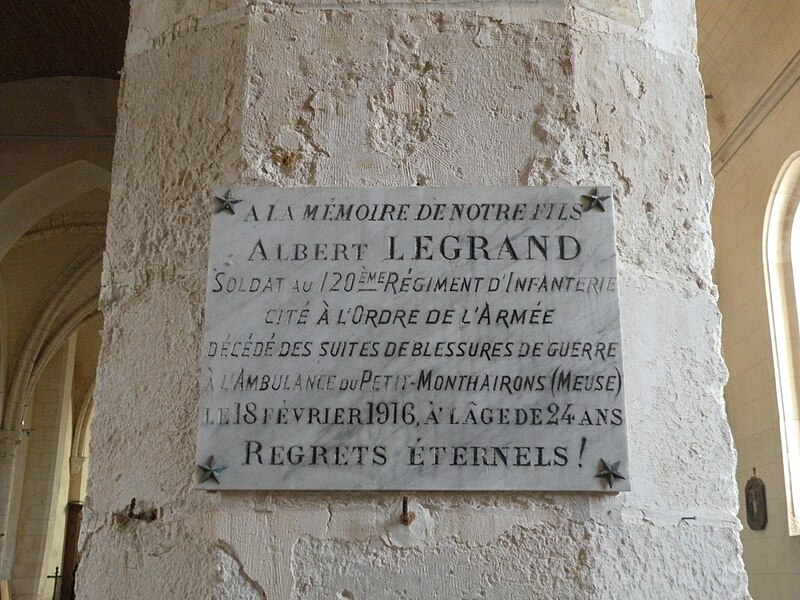 A LA MÉMOIRE DE NOTRE FILS
ALBERT LEGRAND
SOLDAT AU 120ÈME RÉGIMENT D'INFANTERIE
CITÉ À L'ORDRE DE L'ARMÉE
DÉCÉDÉ DES SUITES DE BLESSURES DE GUERRE
À L'AMBULANCE DU PETIT-MONTHAIRONS (MEUSE)
LE 18 FÉVRIER 1916, À L'ÂGE DE 24 ANS
REGRETS ÉTERNELS !